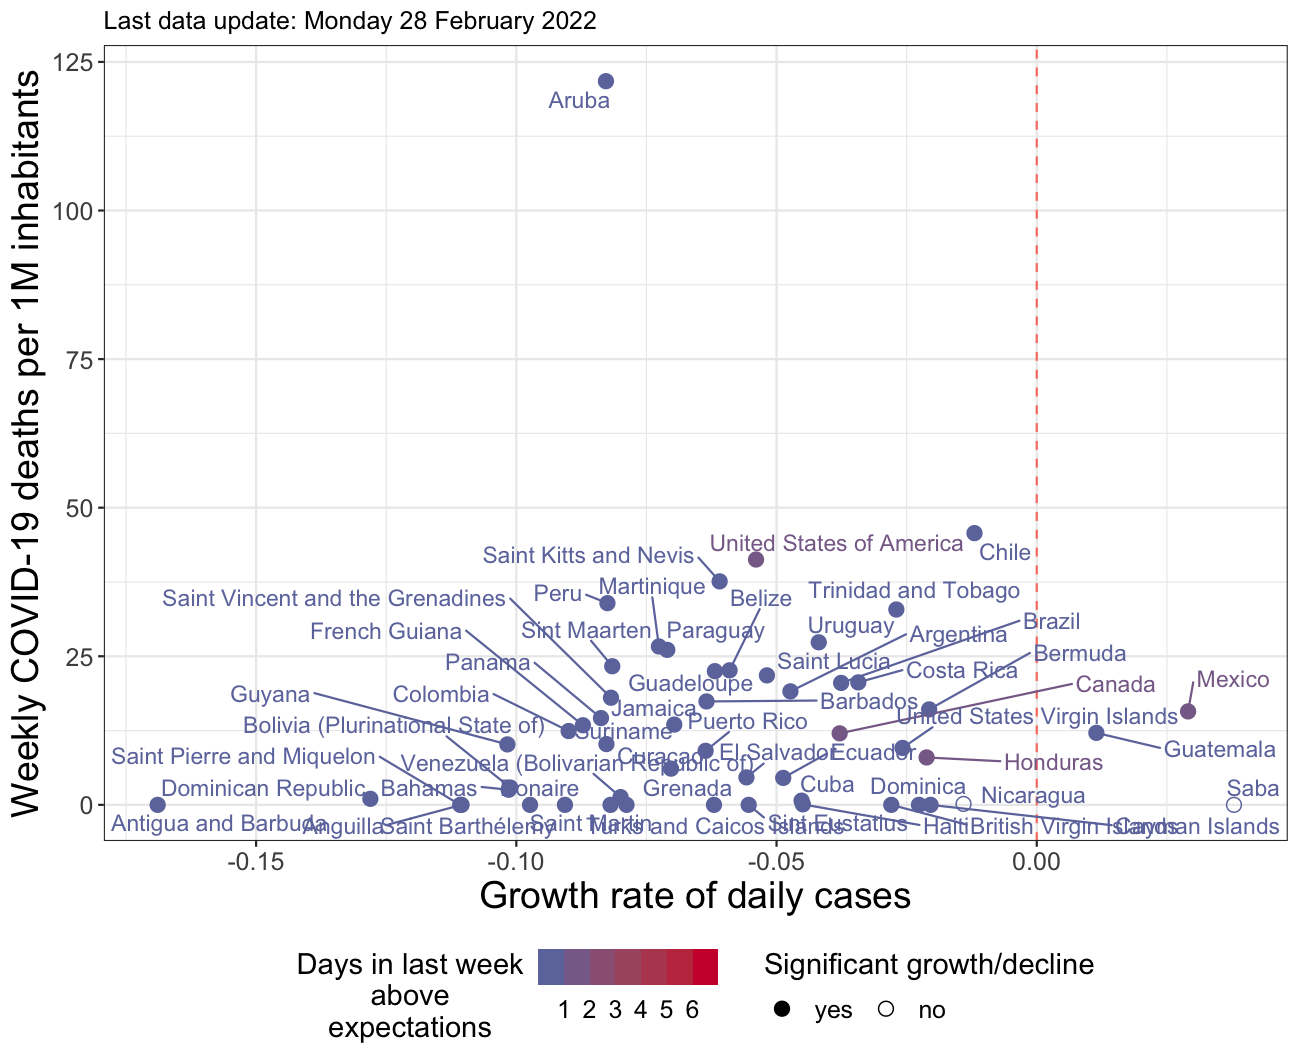 Last data update: Monday 28 February 2022
Weekly COVID-19 deaths per 1M inhabitants
125
100
75
50
25
0
Aruba
United States of America
Chile
Saint Kitts and Nevis
Martinique
Peru
Belize
Trinidad and Tobago
Saint Vincent and the Grenadines
French Guiana
Sint Maarten
Paraguay
Uruguay
Argentina
Brazil
Panama
Saint Lucia
Costa Rica
Bermuda
Guadeloupe
Canada
Mexico
Guyana
Colombia
Jamaica
Barbados
United States Virgin Islands
Bolivia (Plurinational State of)
Suriname
Puerto Rico
Saint Pierre and Miquelon
Venezuela (Bolivarian Republic of)
Curaçao
El Salvador
Ecuador
Guatemala
Honduras
Dominican Republic
Bahamas
Bonaire
Grenada
Cuba
Dominica
Nicaragua
Saba
Antigua and Barbuda
Anguilla
Saint Barthélemy
Saint Martin
Turks and Caicos Islands
Sint Eustatius
Haiti
British Virgin Islands
Cayman Islands
-0.15
-0.10
-0.05
0.00
Growth rate of daily cases
Days in last week
above
expectations
1 2 3 4 5 6
Significant growth/decline
yes
no